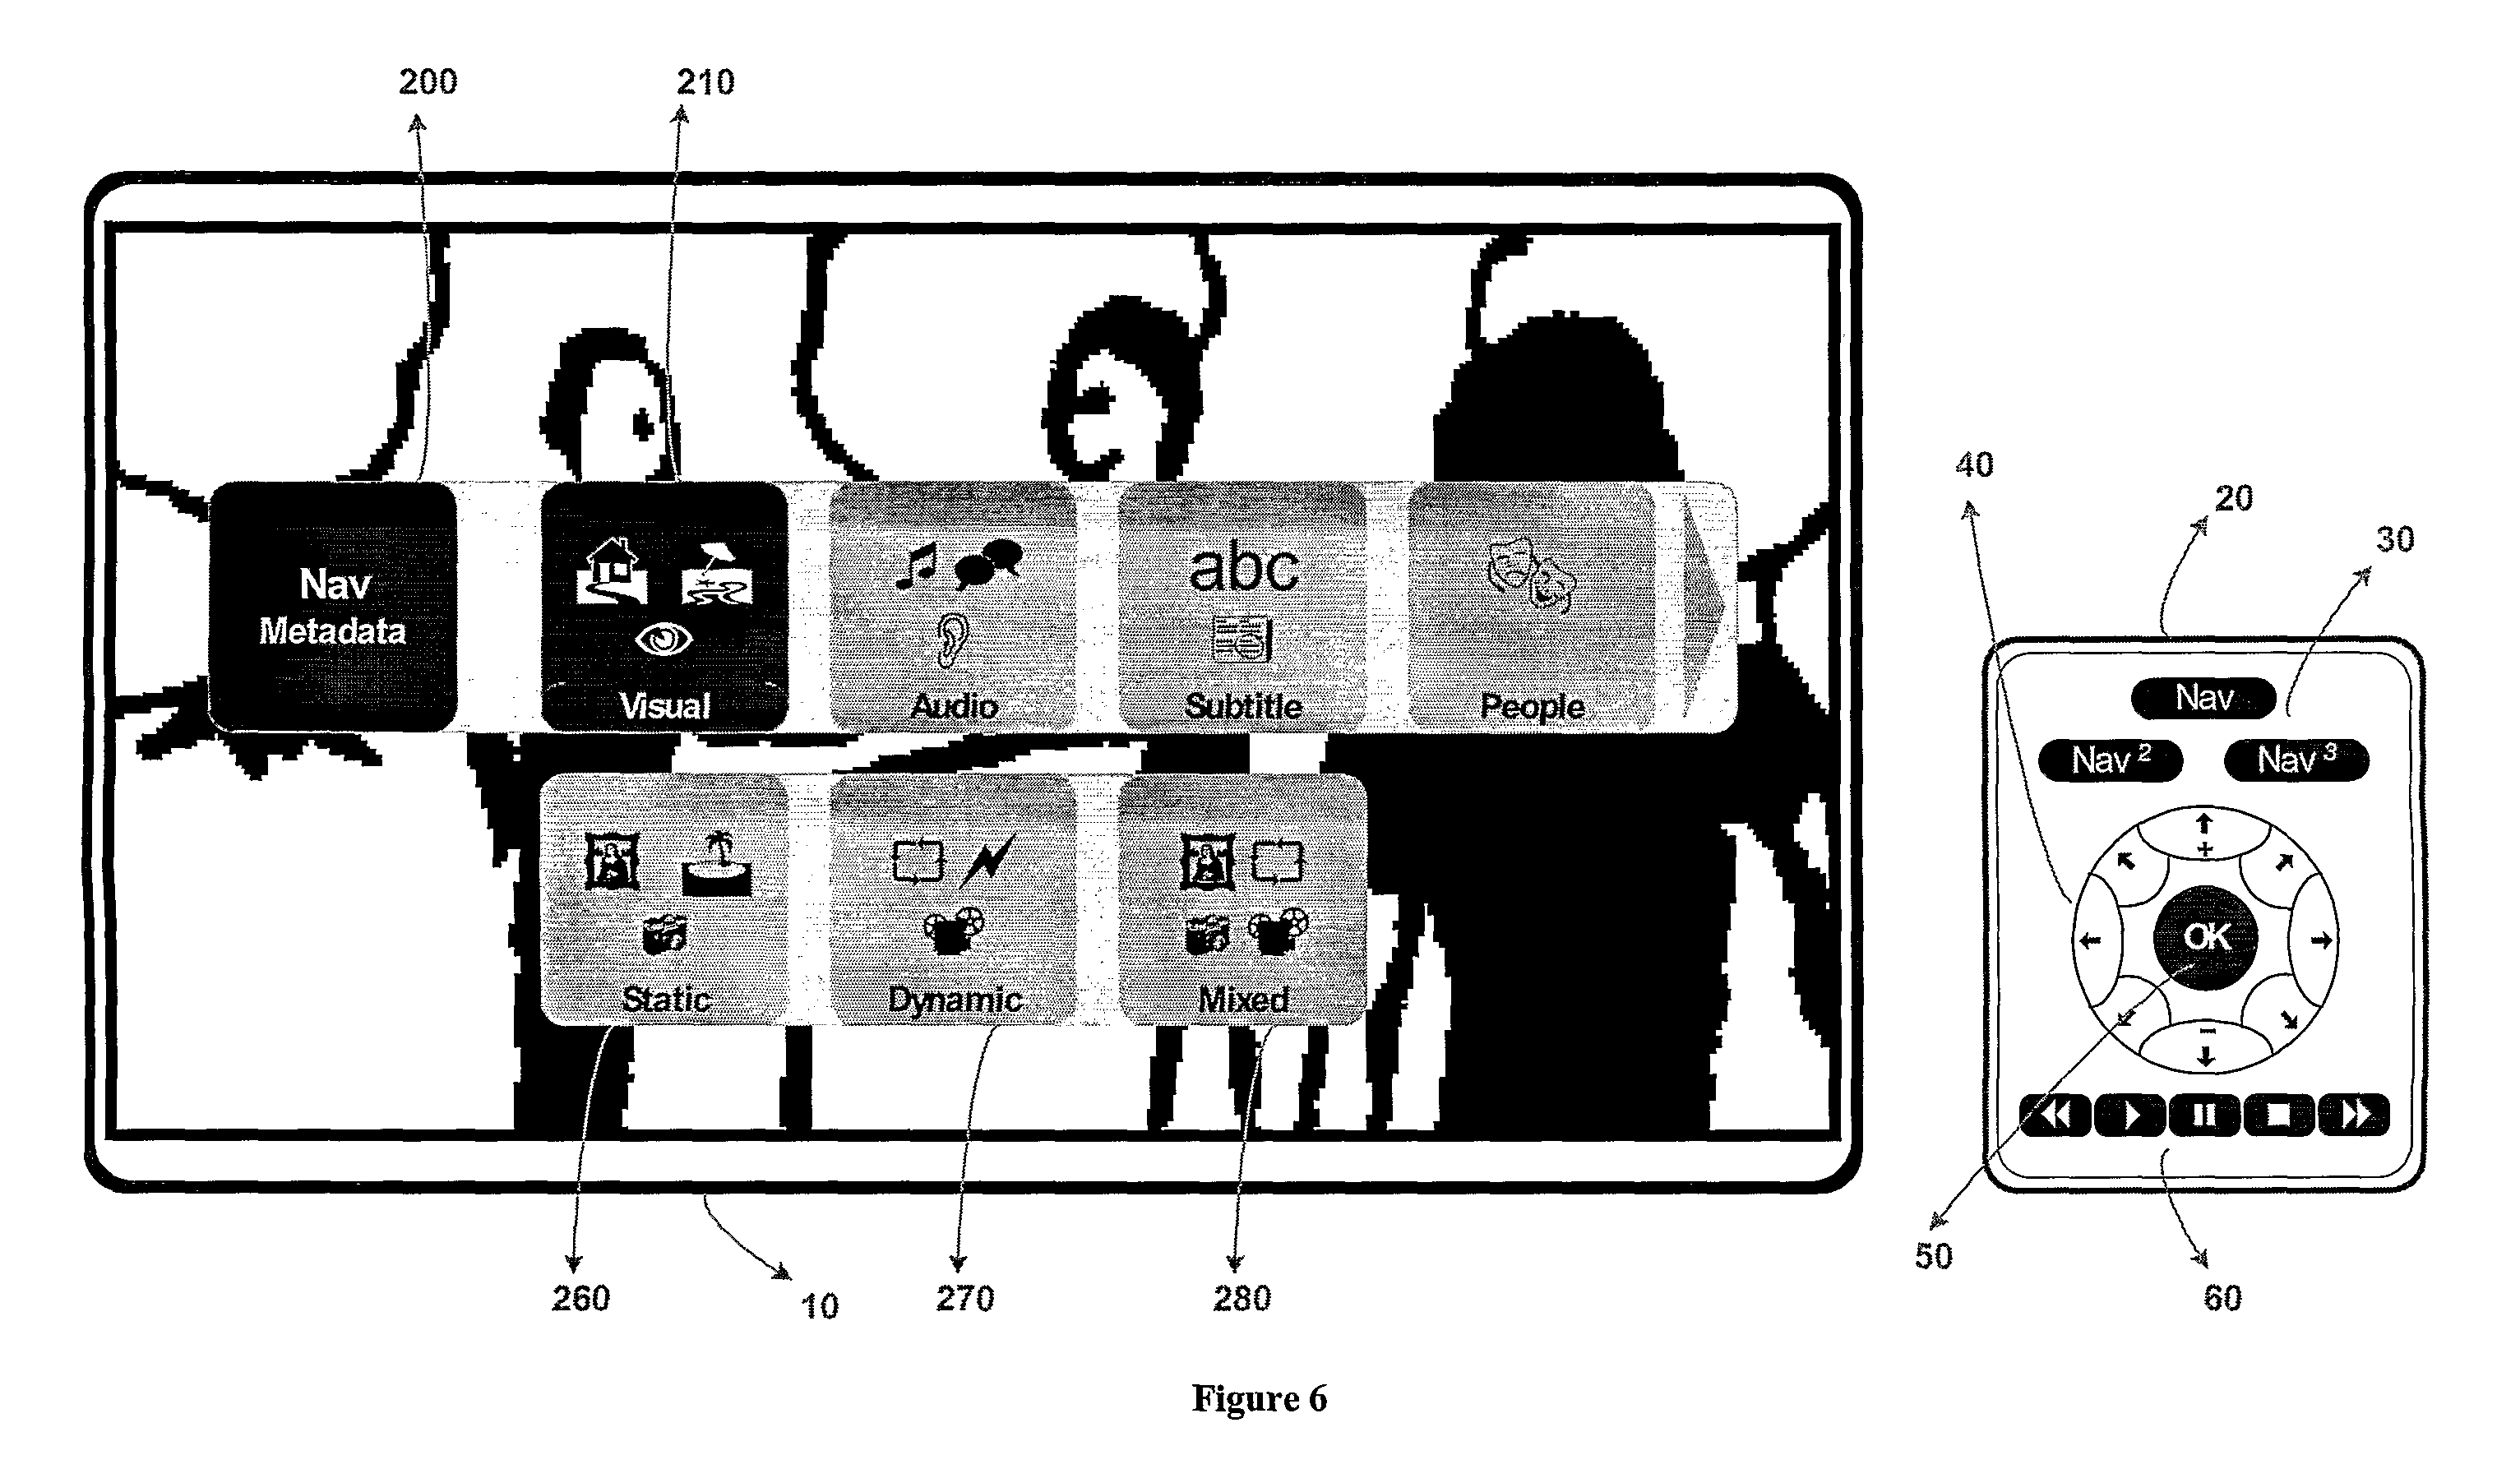 200
210
Nav
Metadata
Visual
Audio
abc
Subtitle
People
Static
Dynamic
Mixed
260
10
270
280
40
20
30
Nav
Nav 2
Nav 3
+
OK
-
50
60
Figure 6